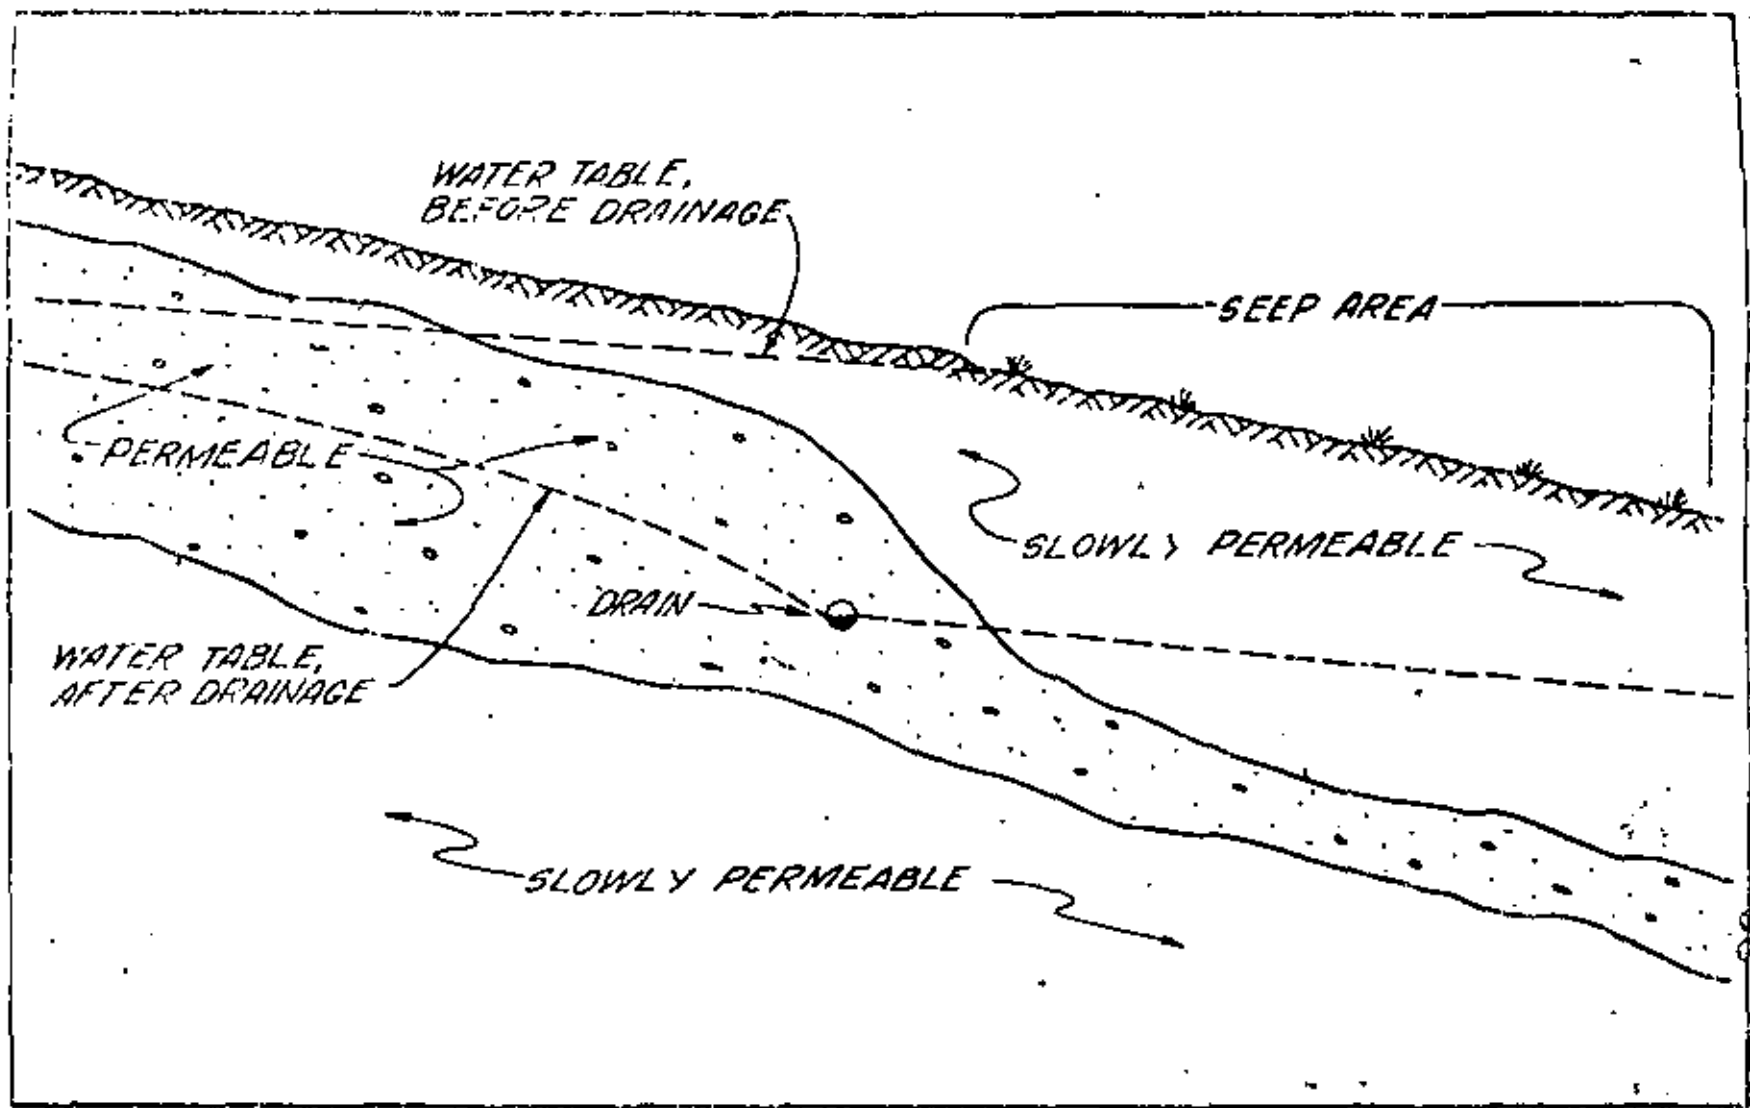 WATER TABLE,
BEFORE DRAINAGE
SEEP AREA
PERMEABLE
SLOWLY PERMEABLE
DRAIN
WATER TABLE,
AFTER DRAINAGE
SLOWLY PERMEABLE